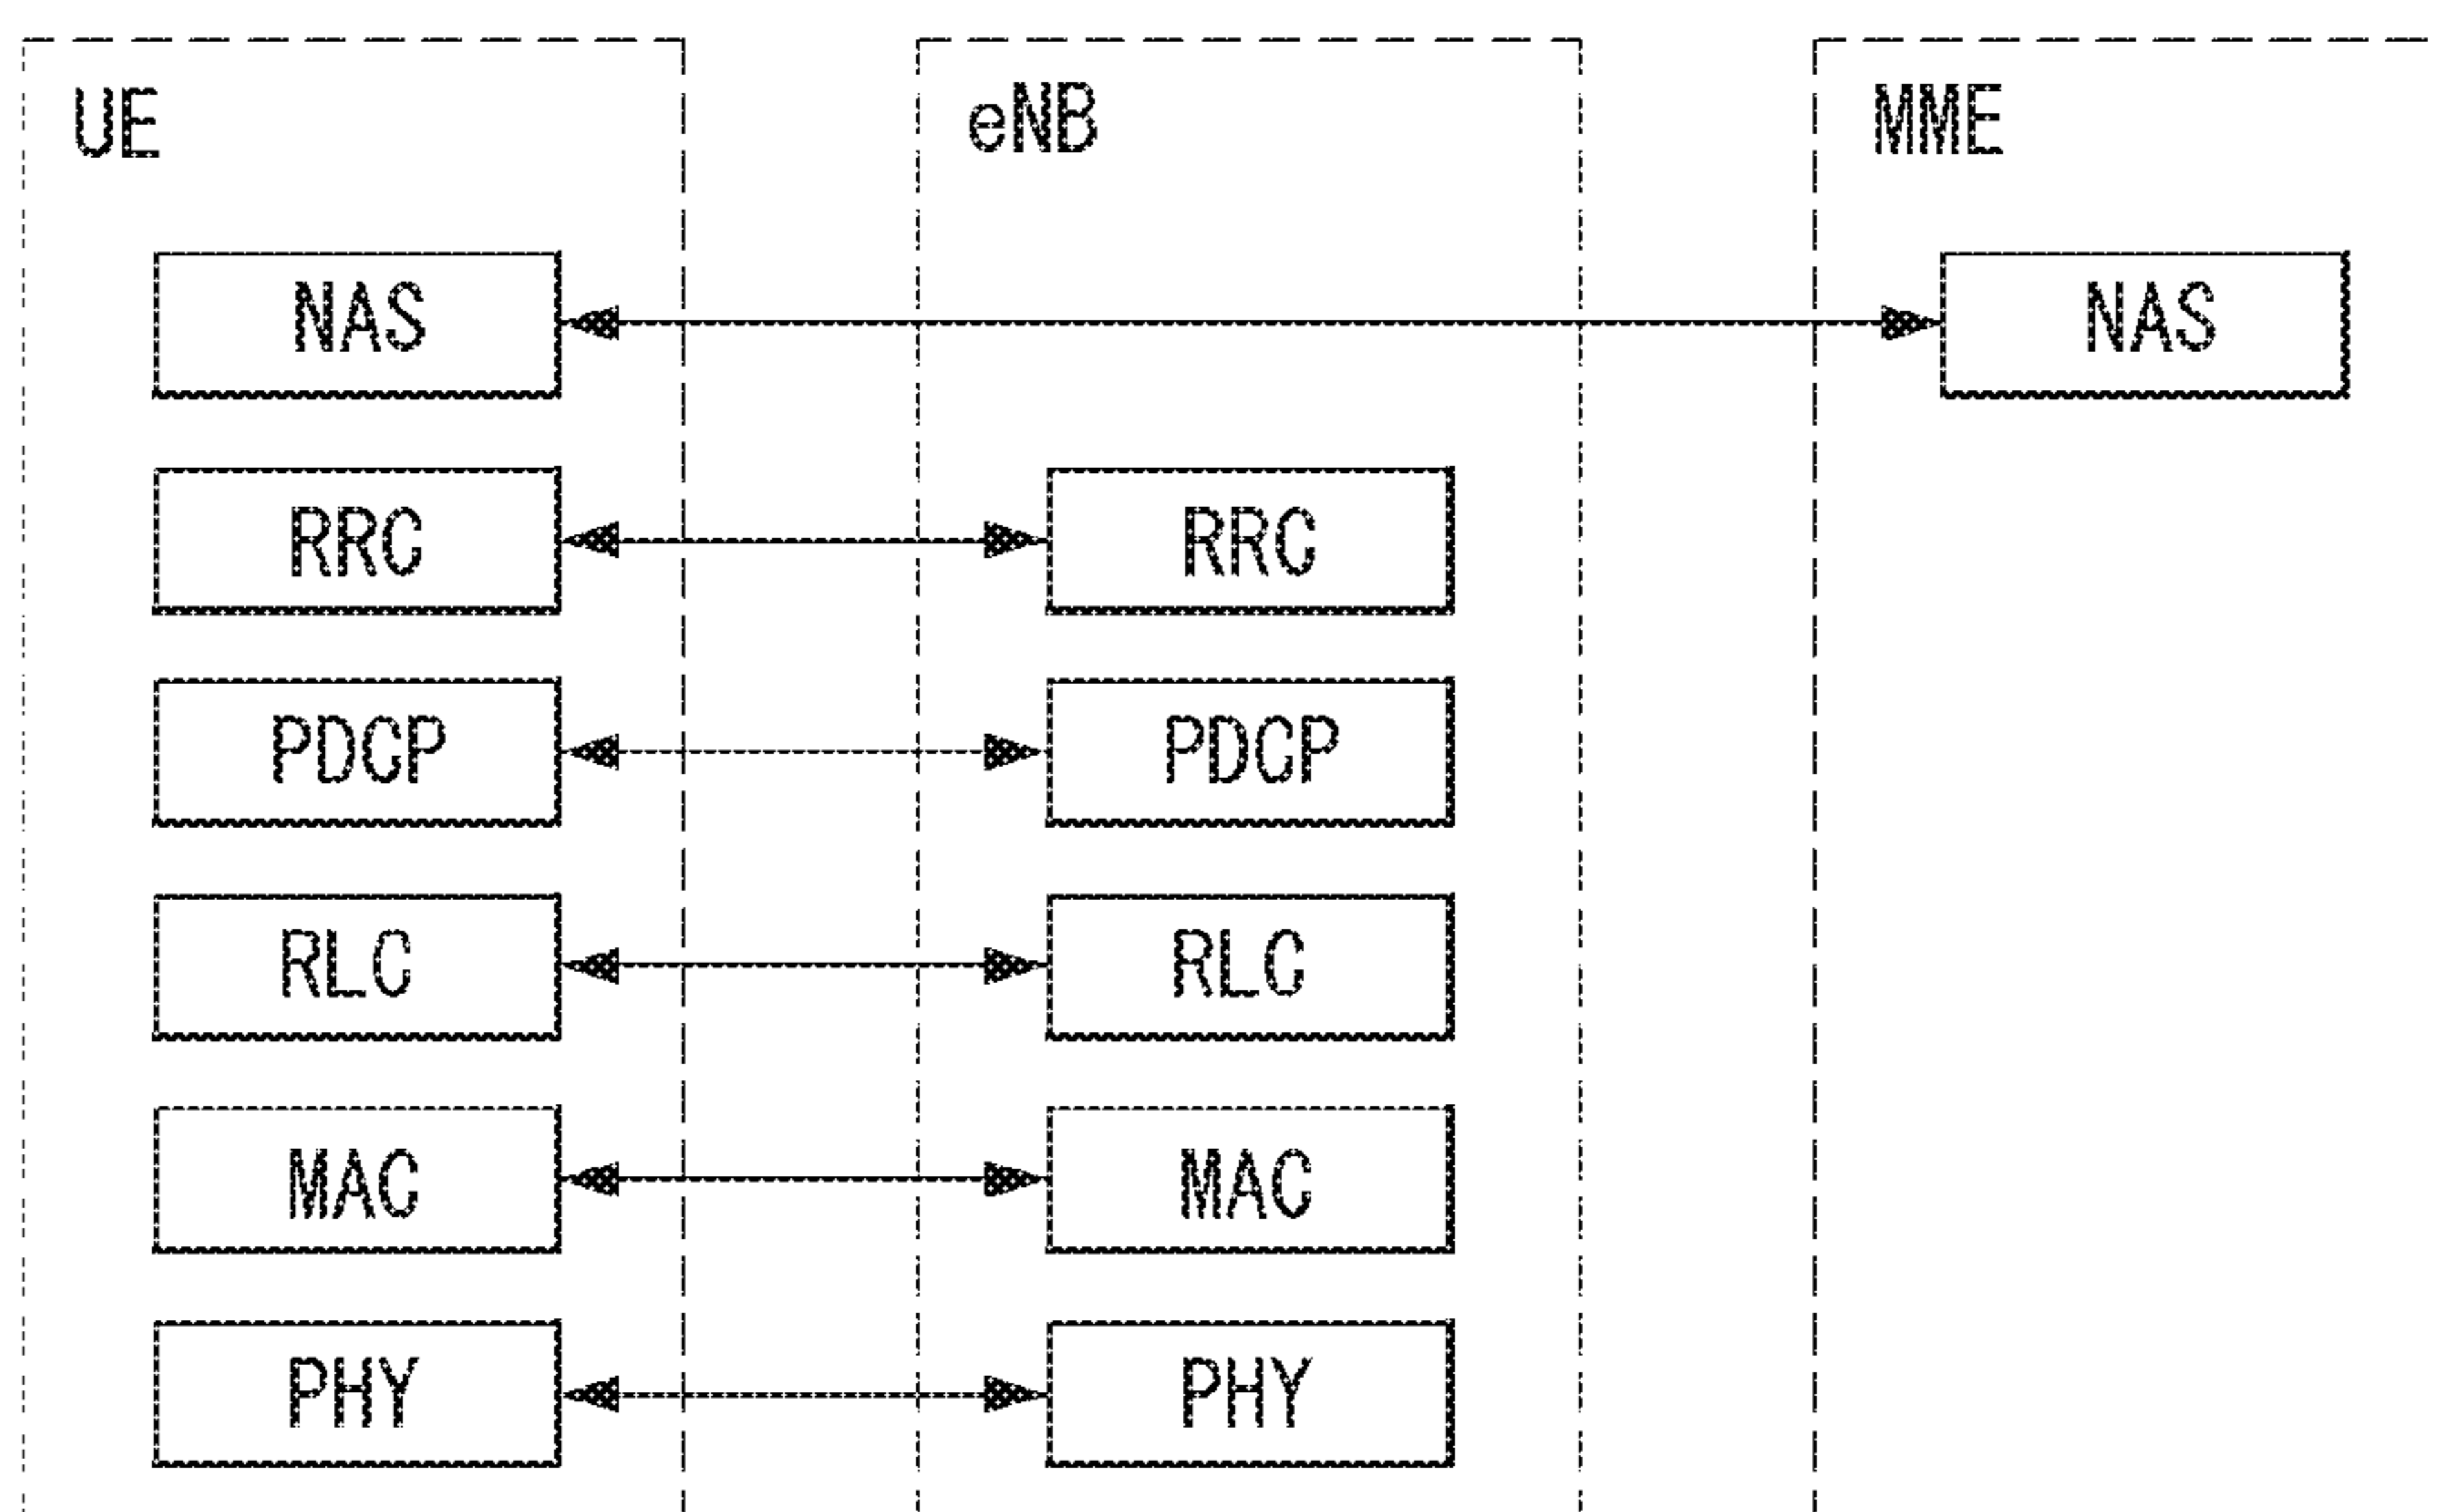 UE eNB MME
NAS NAS
RRC RRC
PDCP PDCP
RLC RLC
MAC MAC
PHY PHY